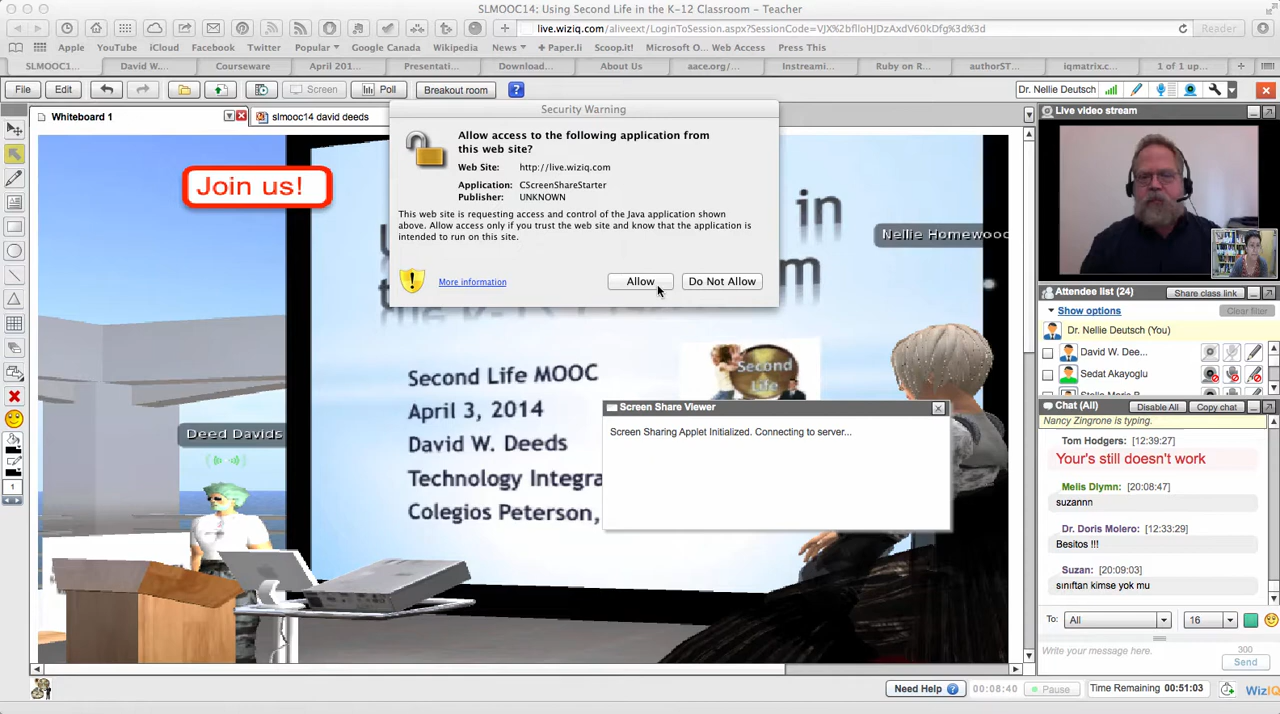 SLMOOC14: Using Second Life in the K-12 Classroom - Teacher
live.wiziq.com/aliveext/LoginToSession.aspx?SessionCode=VJX%2bflloHJDzAxdV60kDfg%3d%3d
Reader
Apple YouTube iCloud Facebook Twitter Popular Google Canada Wikipedia News + Paper.li Scoop.it! Microsoft O... Web Access Press This
SLMOOC1... David W.... Courseware April 201... Presentati... Download... About Us aace.org/... Instreami... Ruby on R... authorST... iqmatrix.c... 1 of 1 up...
File Edit Screen Poll Breakout room ? Dr. Nellie Deutsch
Whiteboard 1 slmooc14 david deeds
Security Warning
Allow access to the following application from
this web site?
Web Site: http://live.wiziq.com
Application: CScreenShareStarter
Publisher: UNKNOWN
This web site is requesting access and control of the Java application shown
above. Allow access only if you trust the web site and know that the application is
intended to run on this site.
More information Allow Do Not Allow
Join us!
in
Nellie Homewood
Second Life MOOC
April 3, 2014
David W. Deeds
Technology Integra
Colegios Peterson,
Second
Life
Deed Davids
Screen Share Viewer
Screen Sharing Applet Initialized. Connecting to server...
Live video stream
Attendee list (24) Share class link
Show options Clear filter
Dr. Nellie Deutsch (You)
David W. Dee...
Sedat Akayoglu
Chat (All) Disable All Copy chat
Nancy Zingrone is typing...
Tom Hodgers: [12:39:27]
Your's still doesn't work
Melis Dlymn: [20:08:47]
suzannn
Dr. Doris Molero: [12:33:29]
Besitos !!!
Suzan: [20:09:03]
sınıftan kimse yok mu
To: All 16
Write your message here... 300
Send
1
Need Help ? 00:08:40 Pause Time Remaining 00:51:03 WizIQ